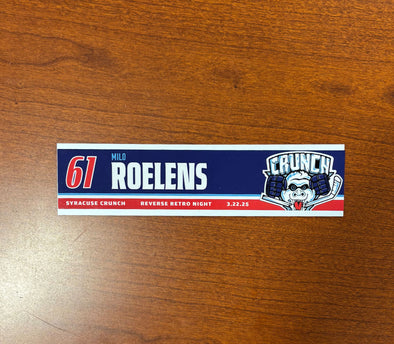 61
MILO
ROELENS
CRUNCH
SYRACUSE CRUNCH REVERSE RETRO NIGHT 3.22.25